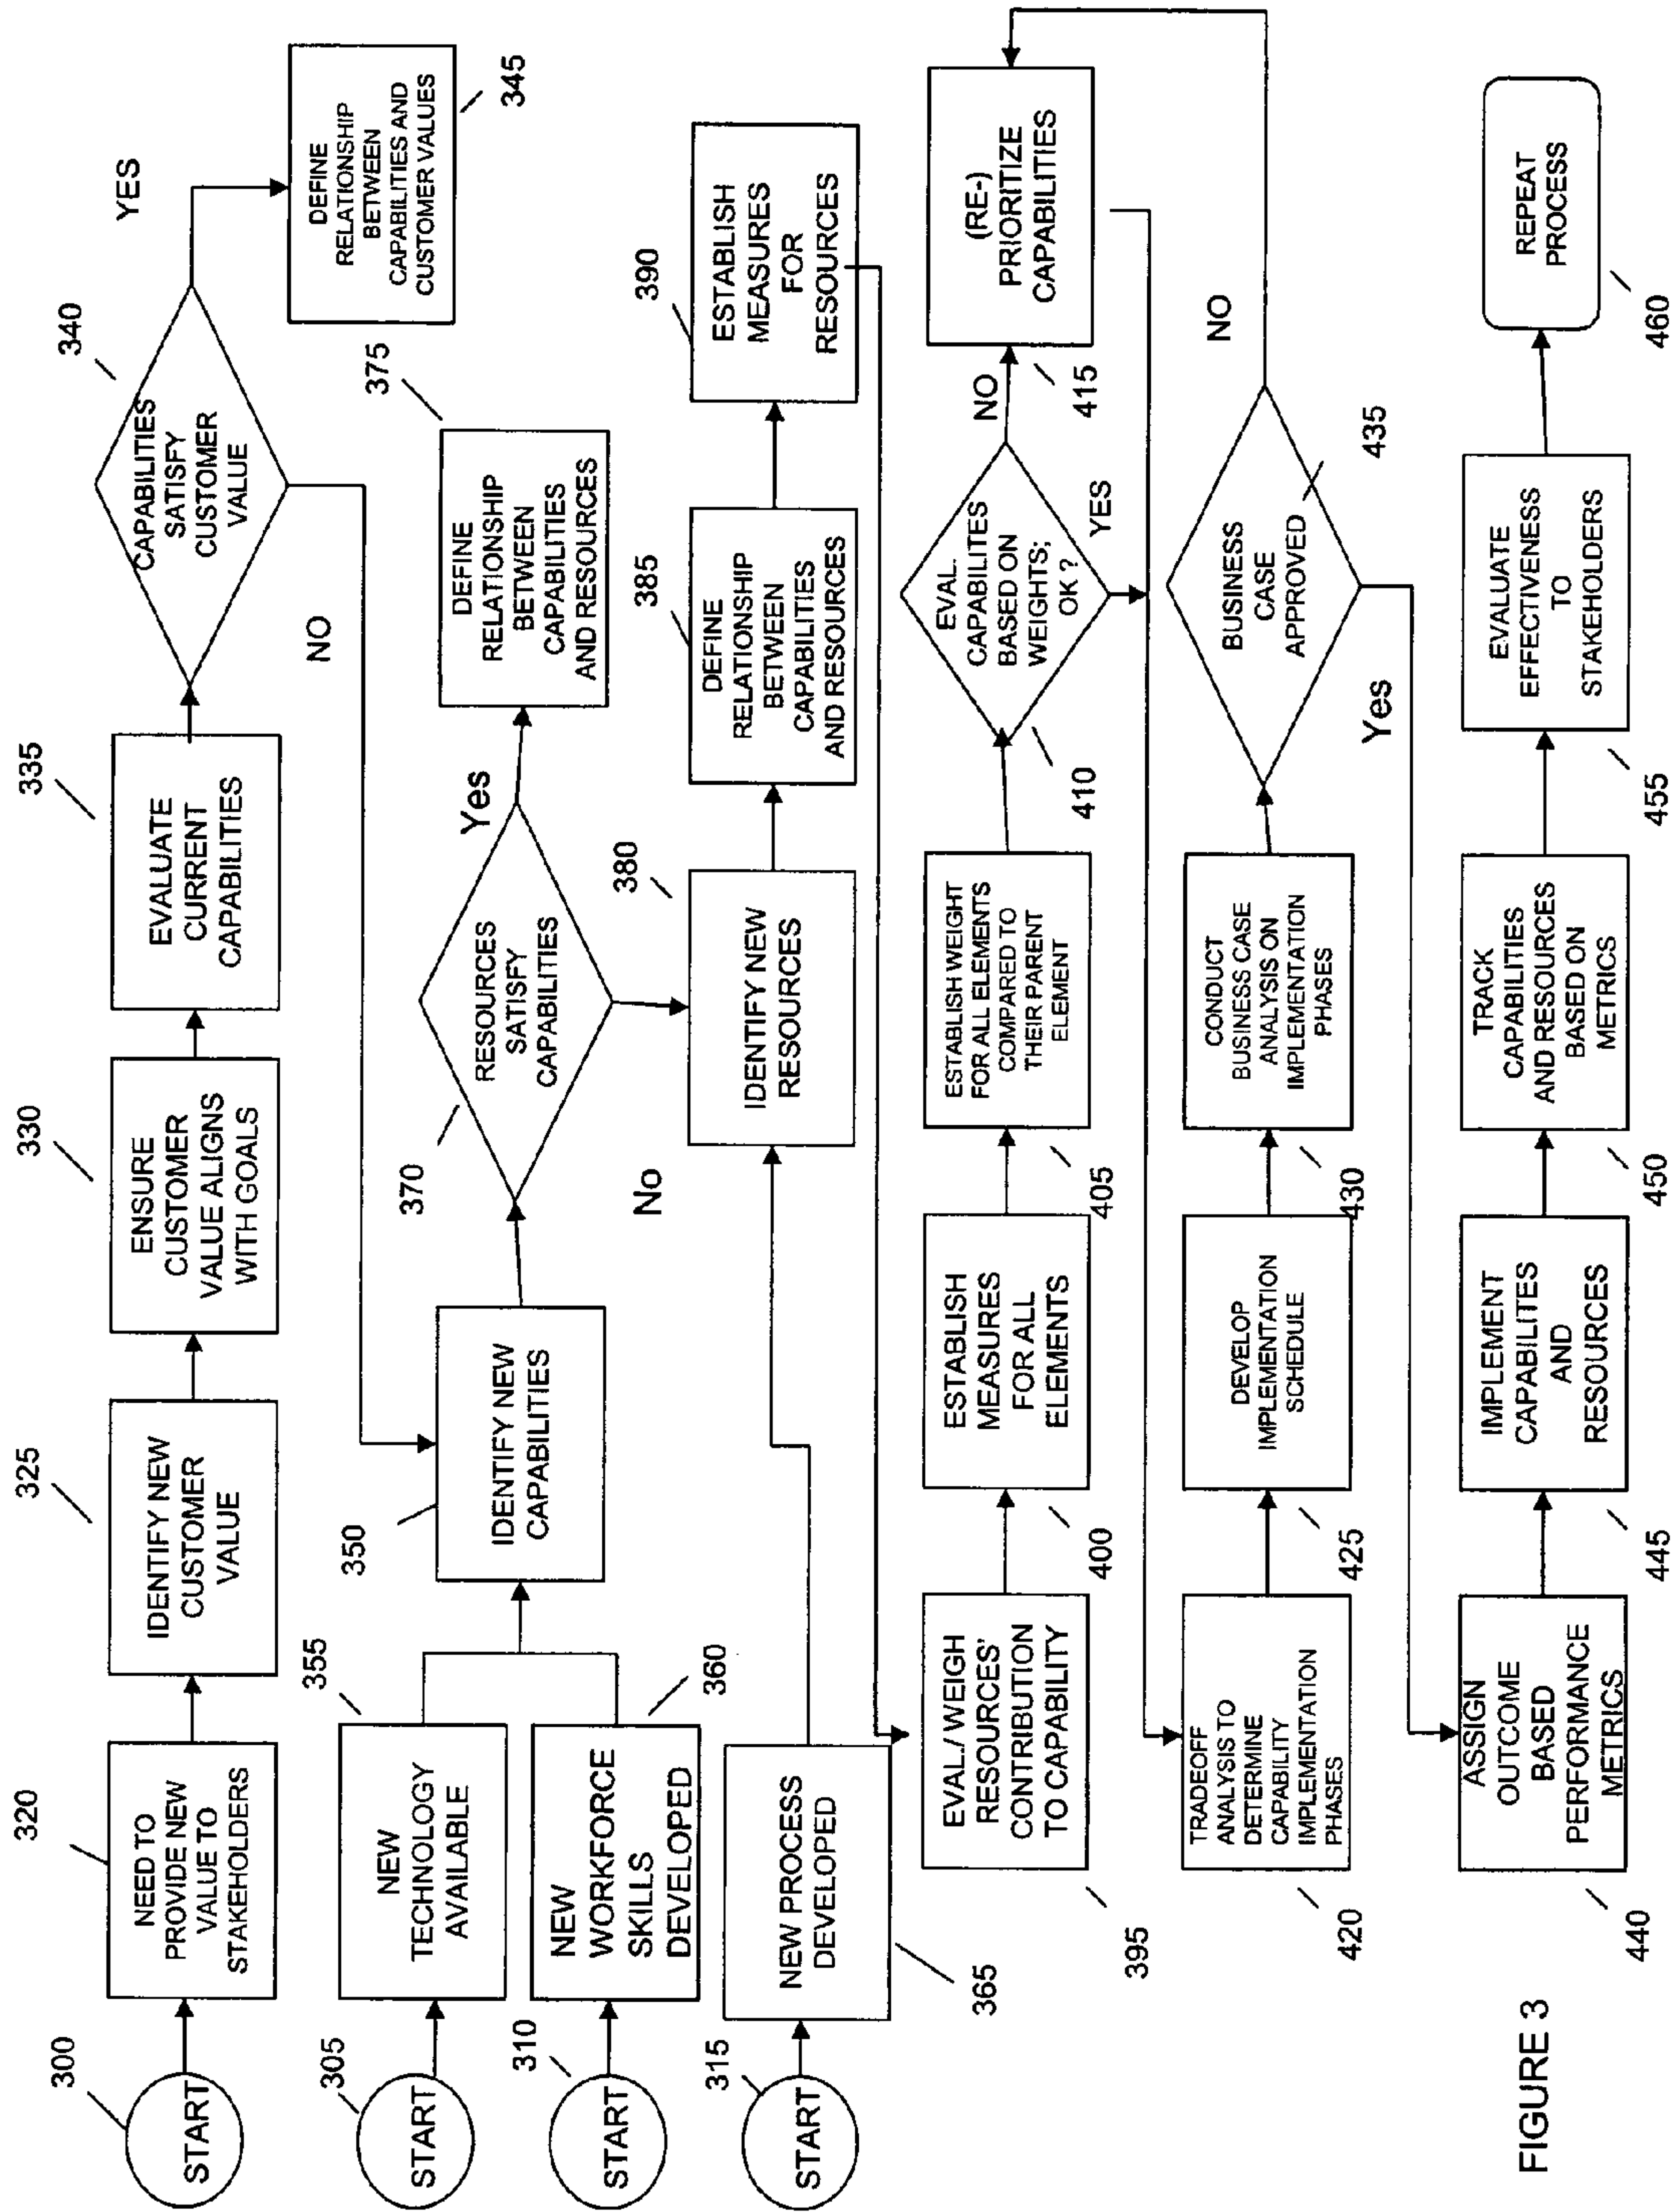 300
START
320
NEED TO
PROVIDE NEW
VALUE TO
STAKEHOLDERS
325
IDENTIFY NEW
CUSTOMER
VALUE
330
ENSURE
CUSTOMER
VALUE ALIGNS
WITH GOALS
335
EVALUATE
CURRENT
CAPABILITIES
340
CAPABILITIES
SATISFY
CUSTOMER
VALUE
YES
NO
DEFINE
RELATIONSHIP
BETWEEN
CAPABILITIES AND
CUSTOMER VALUES
345
305
START
355
NEW
TECHNOLOGY
AVAILABLE
310
START
NEW
WORKFORCE
SKILLS
DEVELOPED
360
350
IDENTIFY NEW
CAPABILITIES
370
RESOURCES
SATISFY
CAPABILITIES
Yes
No
375
DEFINE
RELATIONSHIP
BETWEEN
CAPABILITIES
AND RESOURCES
315
START
NEW PROCESS
DEVELOPED
365
380
IDENTIFY NEW
RESOURCES
385
DEFINE
RELATIONSHIP
BETWEEN
CAPABILITIES
AND RESOURCES
390
ESTABLISH
MEASURES
FOR
RESOURCES
EVAL./ WEIGH
RESOURCES'
CONTRIBUTION
TO CAPABILITY
395
ESTABLISH
MEASURES
FOR ALL
ELEMENTS
400
ESTABLISH WEIGHT
FOR ALL ELEMENTS
COMPARED TO
THEIR PARENT
ELEMENT
405
EVAL.
CAPABILITES
BASED ON
WEIGHTS;
OK ?
410
NO
YES
(RE-)
PRIORITIZE
CAPABILITIES
415
TRADEOFF
ANALYSIS TO
DETERMINE
CAPABILITY
IMPLEMENTATION
PHASES
420
DEVELOP
IMPLEMENTATION
SCHEDULE
425
CONDUCT
BUSINESS CASE
ANALYSIS ON
IMPLEMENTATION
PHASES
430
BUSINESS
CASE
APPROVED
435
NO
Yes
ASSIGN
OUTCOME
BASED
PERFORMANCE
METRICS
440
IMPLEMENT
CAPABILITES
AND
RESOURCES
445
TRACK
CAPABILITIES
AND RESOURCES
BASED ON
METRICS
450
EVALUATE
EFFECTIVENESS
TO
STAKEHOLDERS
455
REPEAT
PROCESS
460
FIGURE 3